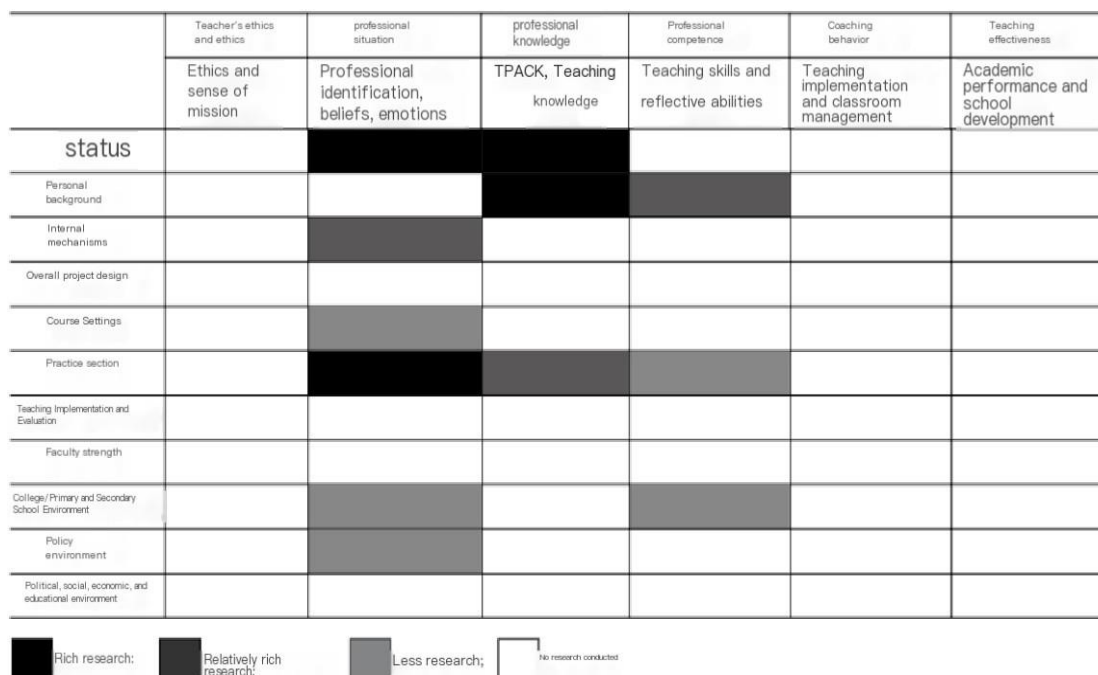 Teacher's ethics
and ethics
professional
situation
professional
knowledge
Professional
competence
Coaching
behavior
Teaching
effectiveness
Ethics and
sense of
mission
Professional
identification,
beliefs, emotions
TPACK, Teaching
knowledge
Teaching skills and
reflective abilities
Teaching
implementation
and classroom
management
Academic
performance and
school
development
status
Personal
background
Internal
mechanisms
Overall project design
Course Settings
Practice section
Teaching Implementation and
Evaluation
Faculty strength
College/Primary and Secondary
School Environment
Policy
environment
Political, social, economic, and
educational environment
Rich research:
Relatively rich
research:
Less research;
No research conducted